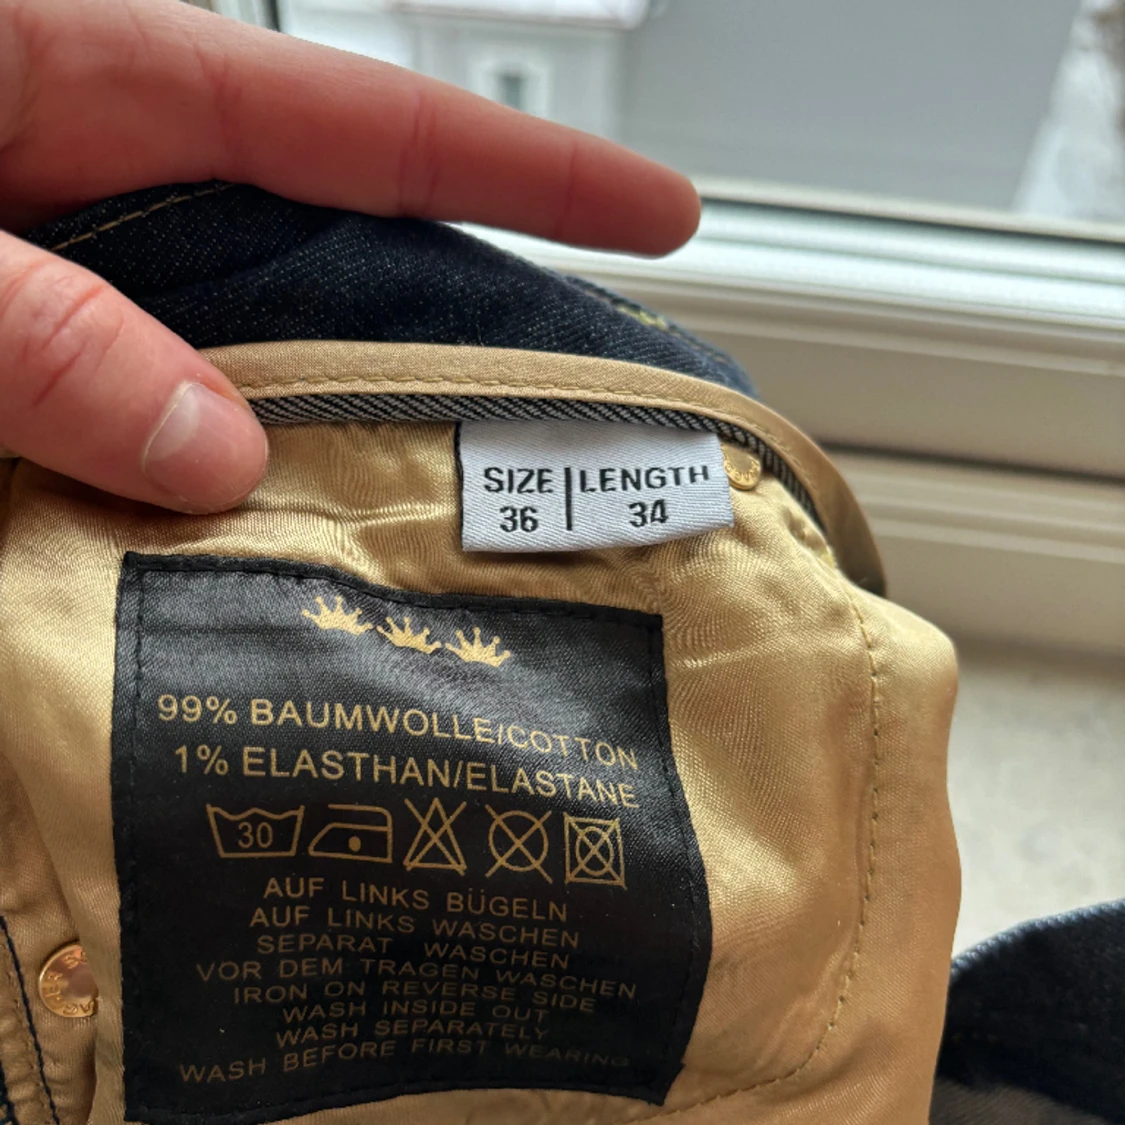 SIZE | LENGTH
36 | 34
99% BAUMWOLLE/COTTON
1% ELASTHAN/ELASTANE
30
AUF LINKS BÜGELN
AUF LINKS WASCHEN
SEPARAT WASCHEN
VOR DEM TRAGEN WASCHEN
IRON ON REVERSE SIDE
WASH INSIDE OUT
WASH SEPARATELY
WASH BEFORE FIRST WEARING